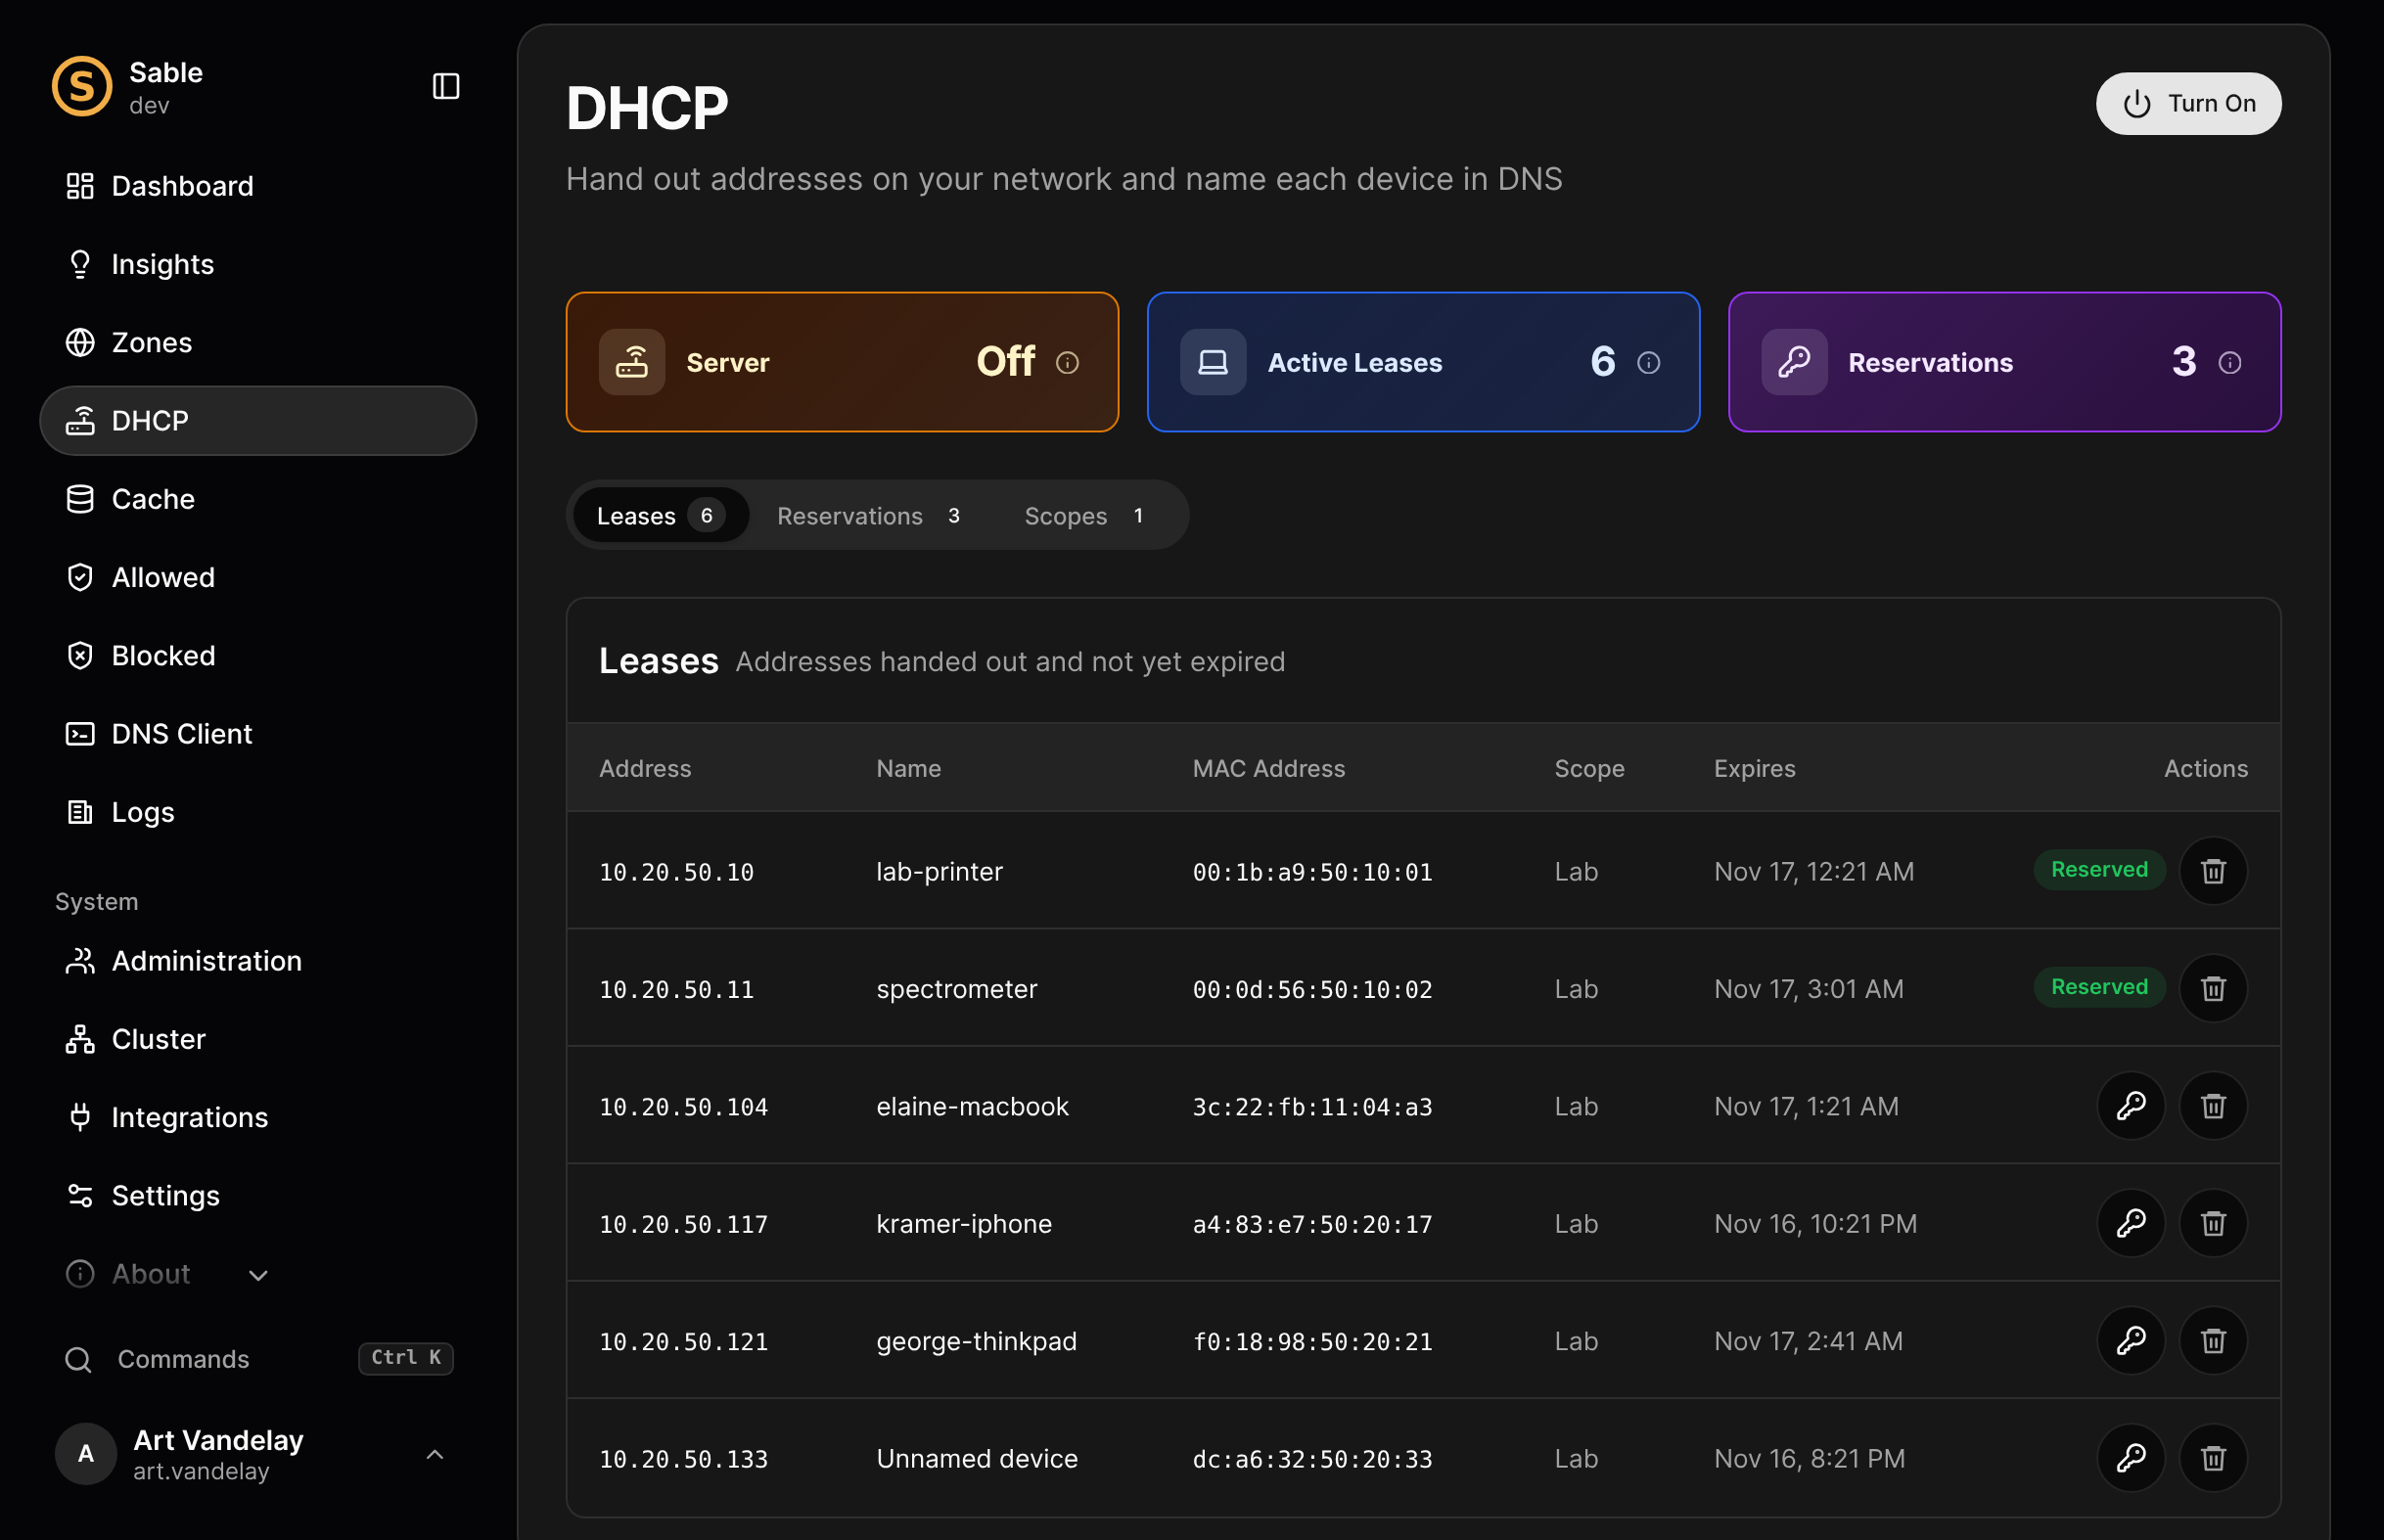 S
Sable
dev
Dashboard
Insights
Zones
DHCP
Cache
Allowed
Blocked
DNS Client
Logs
System
Administration
Cluster
Integrations
Settings
About
Commands Ctrl K
A
Art Vandelay
art.vandelay
DHCP
Turn On
Hand out addresses on your network and name each device in DNS
Server Off
Active Leases 6
Reservations 3
Leases 6 Reservations 3 Scopes 1
Leases Addresses handed out and not yet expired
Address Name MAC Address Scope Expires Actions
10.20.50.10 lab-printer 00:1b:a9:50:10:01 Lab Nov 17, 12:21 AM Reserved
10.20.50.11 spectrometer 00:0d:56:50:10:02 Lab Nov 17, 3:01 AM Reserved
10.20.50.104 elaine-macbook 3c:22:fb:11:04:a3 Lab Nov 17, 1:21 AM
10.20.50.117 kramer-iphone a4:83:e7:50:20:17 Lab Nov 16, 10:21 PM
10.20.50.121 george-thinkpad f0:18:98:50:20:21 Lab Nov 17, 2:41 AM
10.20.50.133 Unnamed device dc:a6:32:50:20:33 Lab Nov 16, 8:21 PM